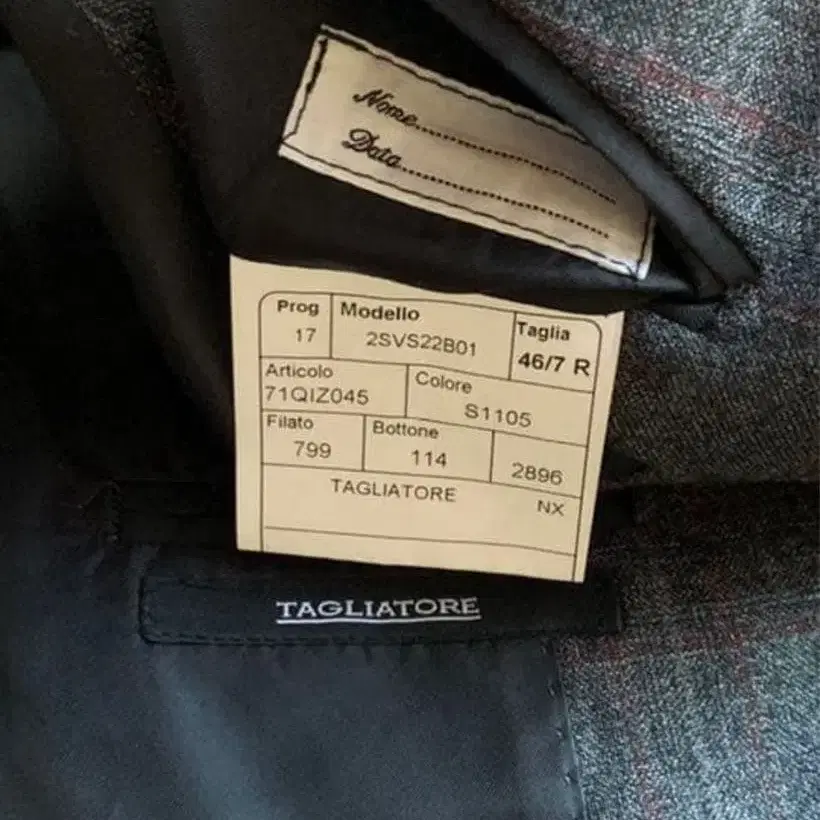 Nome
Data
Prog Modello Taglia
17 2SVS22B01 46/7 R
Articolo Colore
71QIZ045 S1105
Filato Bottone
799 114 2896
TAGLIATORE NX
TAGLIATORE